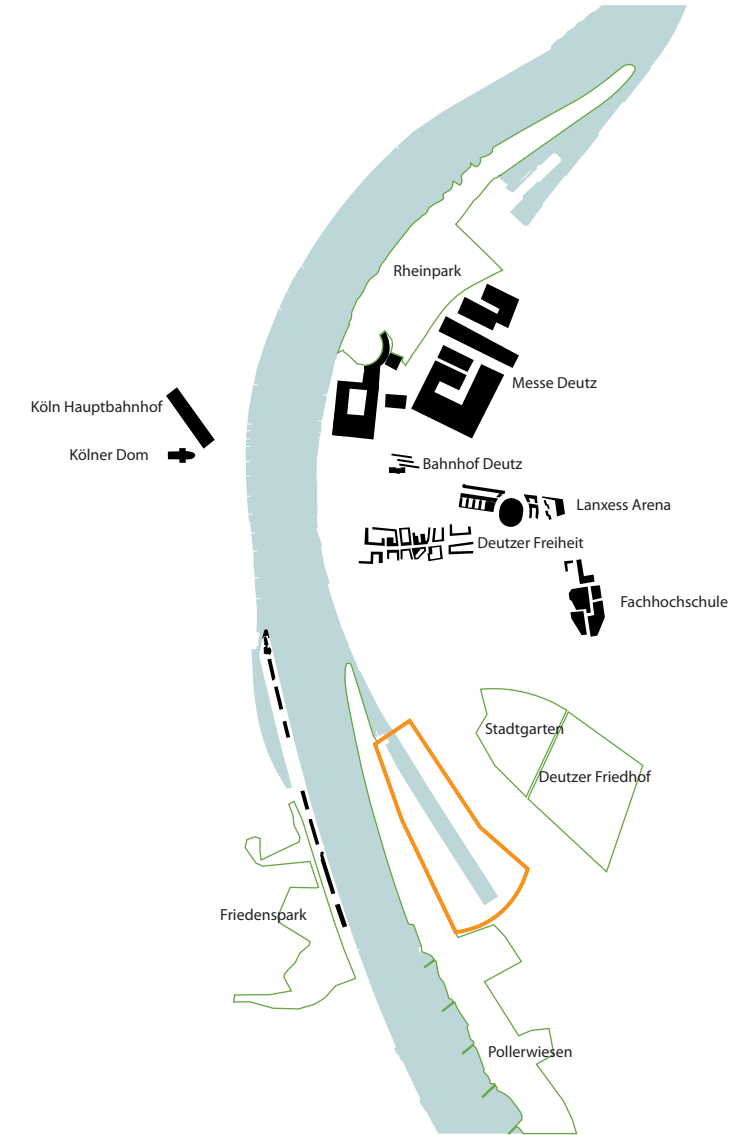 Rheinpark
Messe Deutz
Köln Hauptbahnhof
Kölner Dom
Bahnhof Deutz
Lanxess Arena
Deutzer Freiheit
Fachhochschule
Stadtgarten
Deutzer Friedhof
Friedenspark
Pollerwiesen